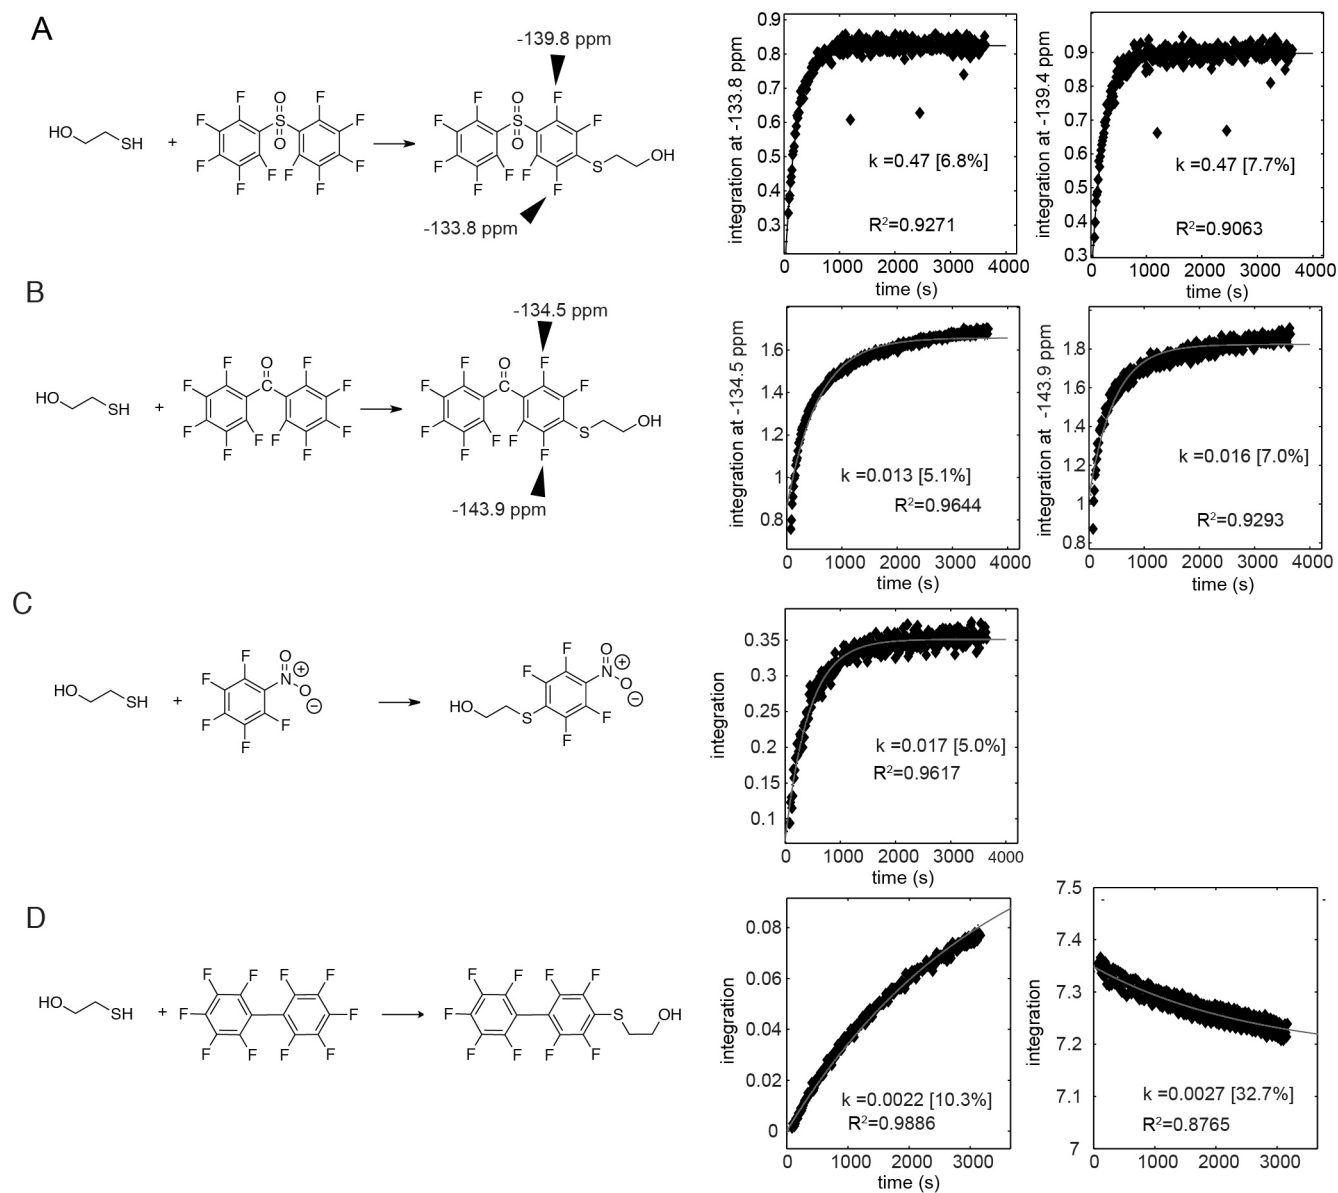 A
-139.8 ppm
HO
SH
+
F F O S O F F F F F F F F
F F O S O F F F F F F F S OH
-133.8 ppm
integration at -133.8 ppm
0.9
0.8
0.7
0.6
0.5
0.4
0.3
k =0.47 [6.8%]
R²=0.9271
0 1000 2000 3000 4000
time (s)
integration at -139.4 ppm
0.9
0.8
0.7
0.6
0.5
0.4
0.3
k =0.47 [7.7%]
R²=0.9063
0 1000 2000 3000 4000
time (s)
B
-134.5 ppm
HO
SH
+
F F O C F F F F F F F F
F F O C F F F F F F F S OH
-143.9 ppm
integration at -134.5 ppm
1.6
1.4
1.2
1
0.8
k =0.013 [5.1%]
R²=0.9644
0 1000 2000 3000 4000
time (s)
integration at -143.9 ppm
1.8
1.6
1.4
1.2
1
0.8
k =0.016 [7.0%]
R²=0.9293
0 1000 2000 3000 4000
time (s)
C
HO
SH
+
F F F F F N O + O −
HO S F F F F N O + O −
integration
0.35
0.3
0.25
0.2
0.15
0.1
k =0.017 [5.0%]
R²=0.9617
0 1000 2000 3000 4000
time (s)
D
HO
SH
+
F F F F F F F F F F
F F F F F F F F F S OH
integration
0.08
0.06
0.04
0.02
0
k =0.0022 [10.3%]
R²=0.9886
0 1000 2000 3000
time (s)
integration
7.5
7.4
7.3
7.2
7.1
7
k =0.0027 [32.7%]
R²=0.8765
0 1000 2000 3000
time (s)